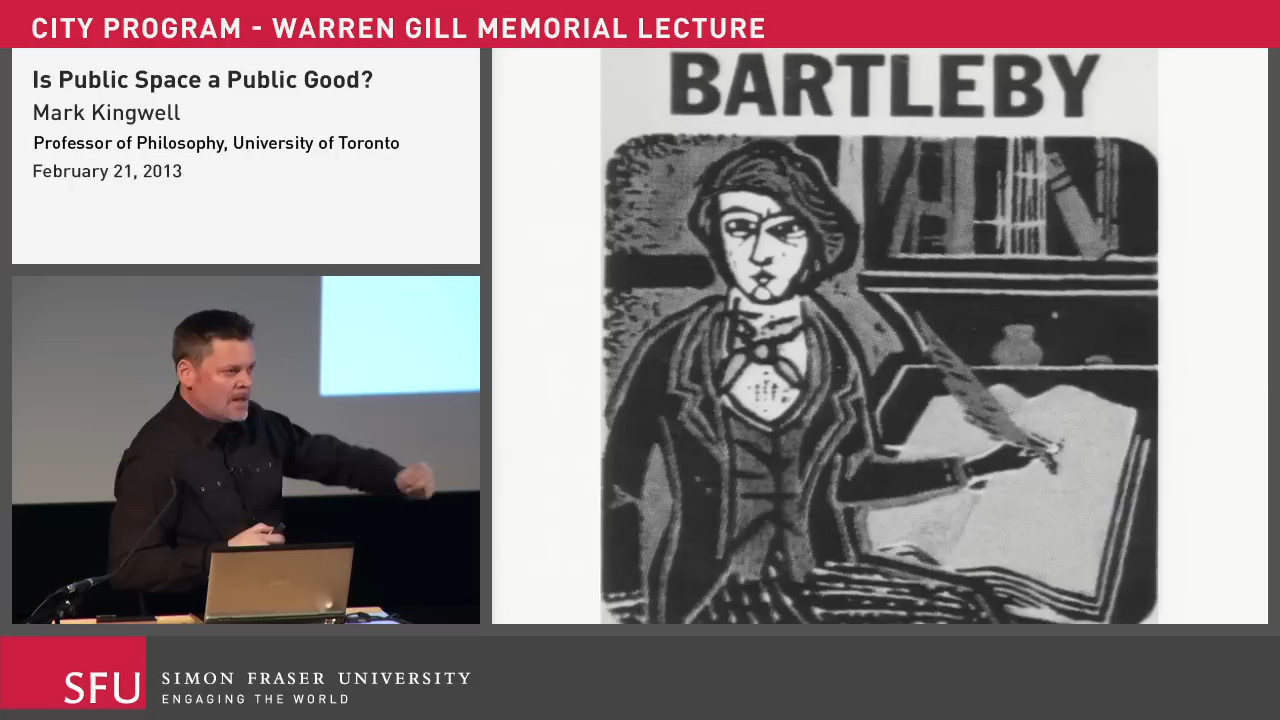 CITY PROGRAM - WARREN GILL MEMORIAL LECTURE
Is Public Space a Public Good?
Mark Kingwell
Professor of Philosophy, University of Toronto
February 21, 2013
BARTLEBY
SFU
SIMON FRASER UNIVERSITY
ENGAGING THE WORLD